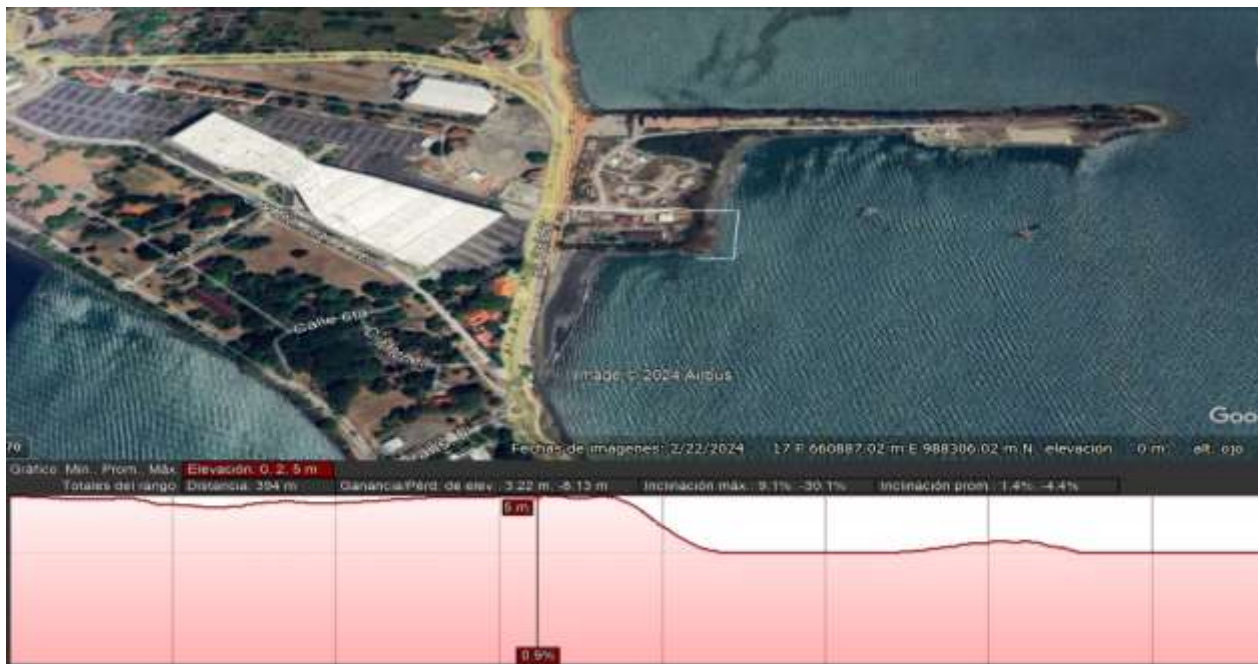 Calle 6ta
Image © 2024 Airbus
Goo
70
Fechas de imágenes: 2/22/2024 17 P 660887.02 m E 988306.02 m N elevación 0 m alt. ojo
Gráfico: Mín., Prom., Máx. Elevación: 0, 2, 5 m
Totales del rango: Distancia: 394 m Ganancia/Pérd. de elev.: 3.22 m, -8.13 m Inclinación máx.: 9.1%, -30.1% Inclinación prom.: 1.4%, -4.4%
5 m
0.9%